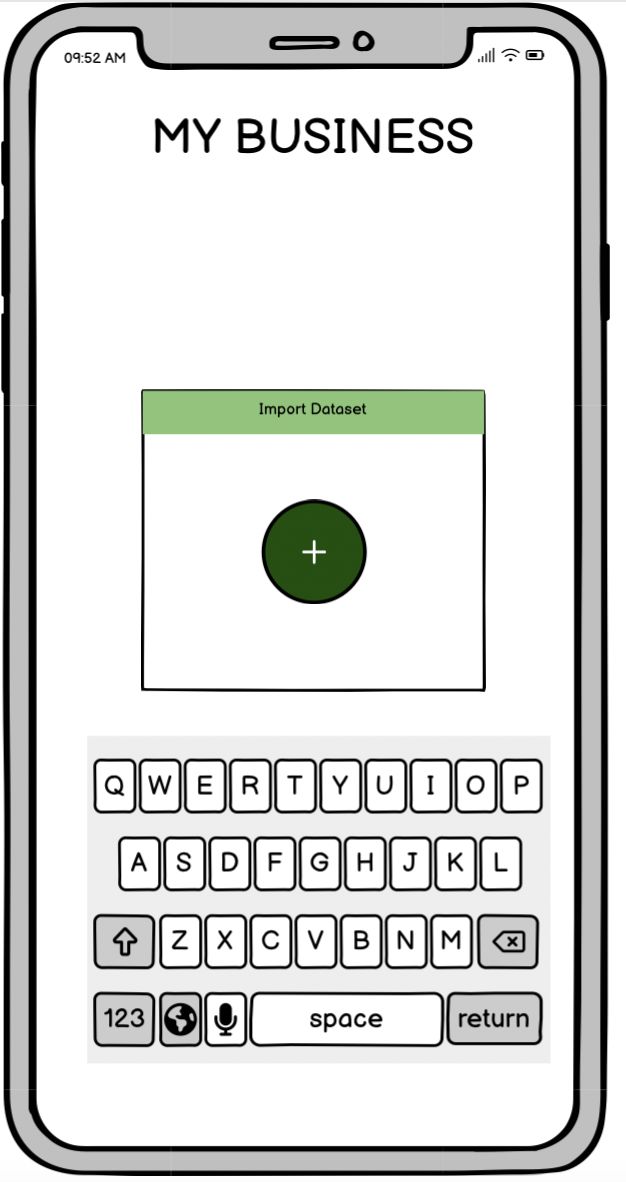 09:52 AM
MY BUSINESS
Import Dataset
+
Q W E R T Y U I O P
A S D F G H J K L
Z X C V B N M
123 space return